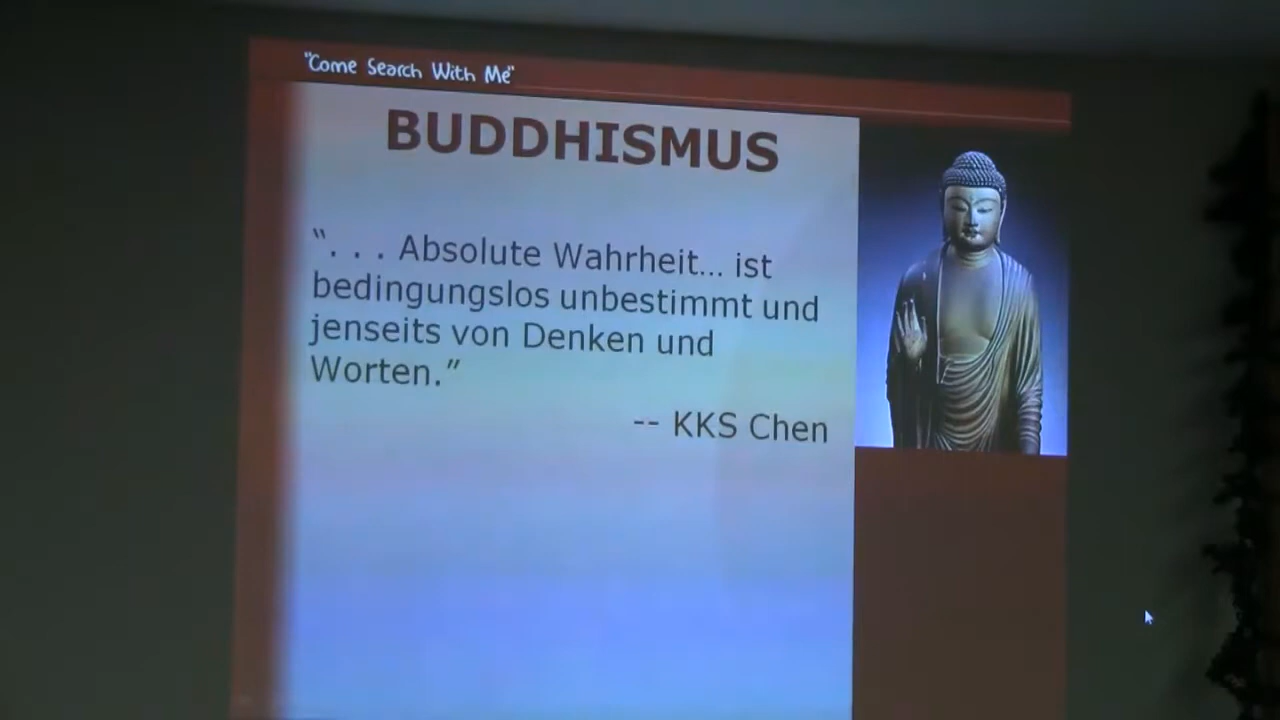 "Come Search With Me"
BUDDHISMUS
". . . Absolute Wahrheit... ist
bedingungslos unbestimmt und
jenseits von Denken und
Worten."
-- KKS Chen